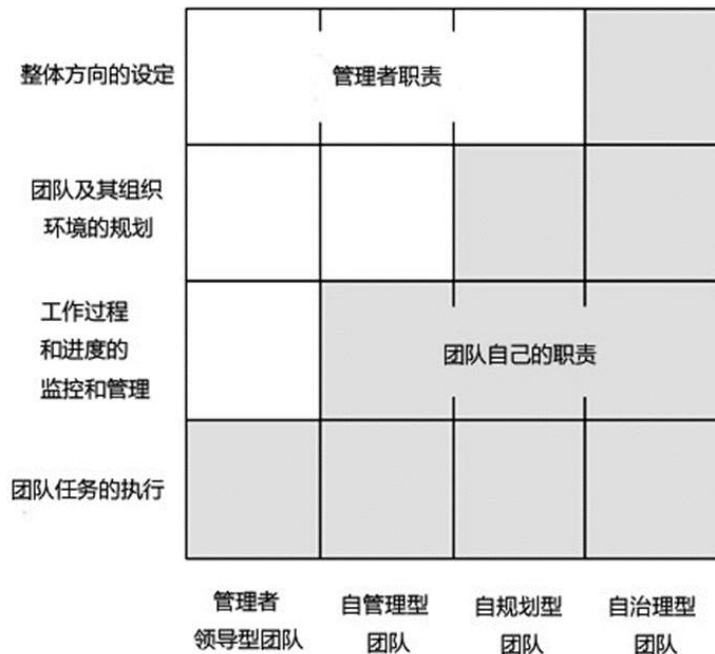 整体方向的设定
管理者职责
团队及其组织
环境的规划
工作过程
和进度的
监控和管理
团队自己的职责
团队任务的执行
管理者
领导型团队
自管理型
团队
自规划型
团队
自治理型
团队